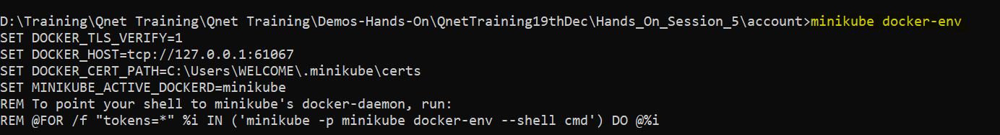 D:\Training\Qnet Training\Qnet Training\Demos-Hands-On\QnetTraining19thDec\Hands_On_Session_5\account>minikube docker-env
SET DOCKER_TLS_VERIFY=1
SET DOCKER_HOST=tcp://127.0.0.1:61067
SET DOCKER_CERT_PATH=C:\Users\WELCOME\.minikube\certs
SET MINIKUBE_ACTIVE_DOCKERD=minikube
REM To point your shell to minikube's docker-daemon, run:
REM @FOR /f "tokens=*" %i IN ('minikube -p minikube docker-env --shell cmd') DO @%i